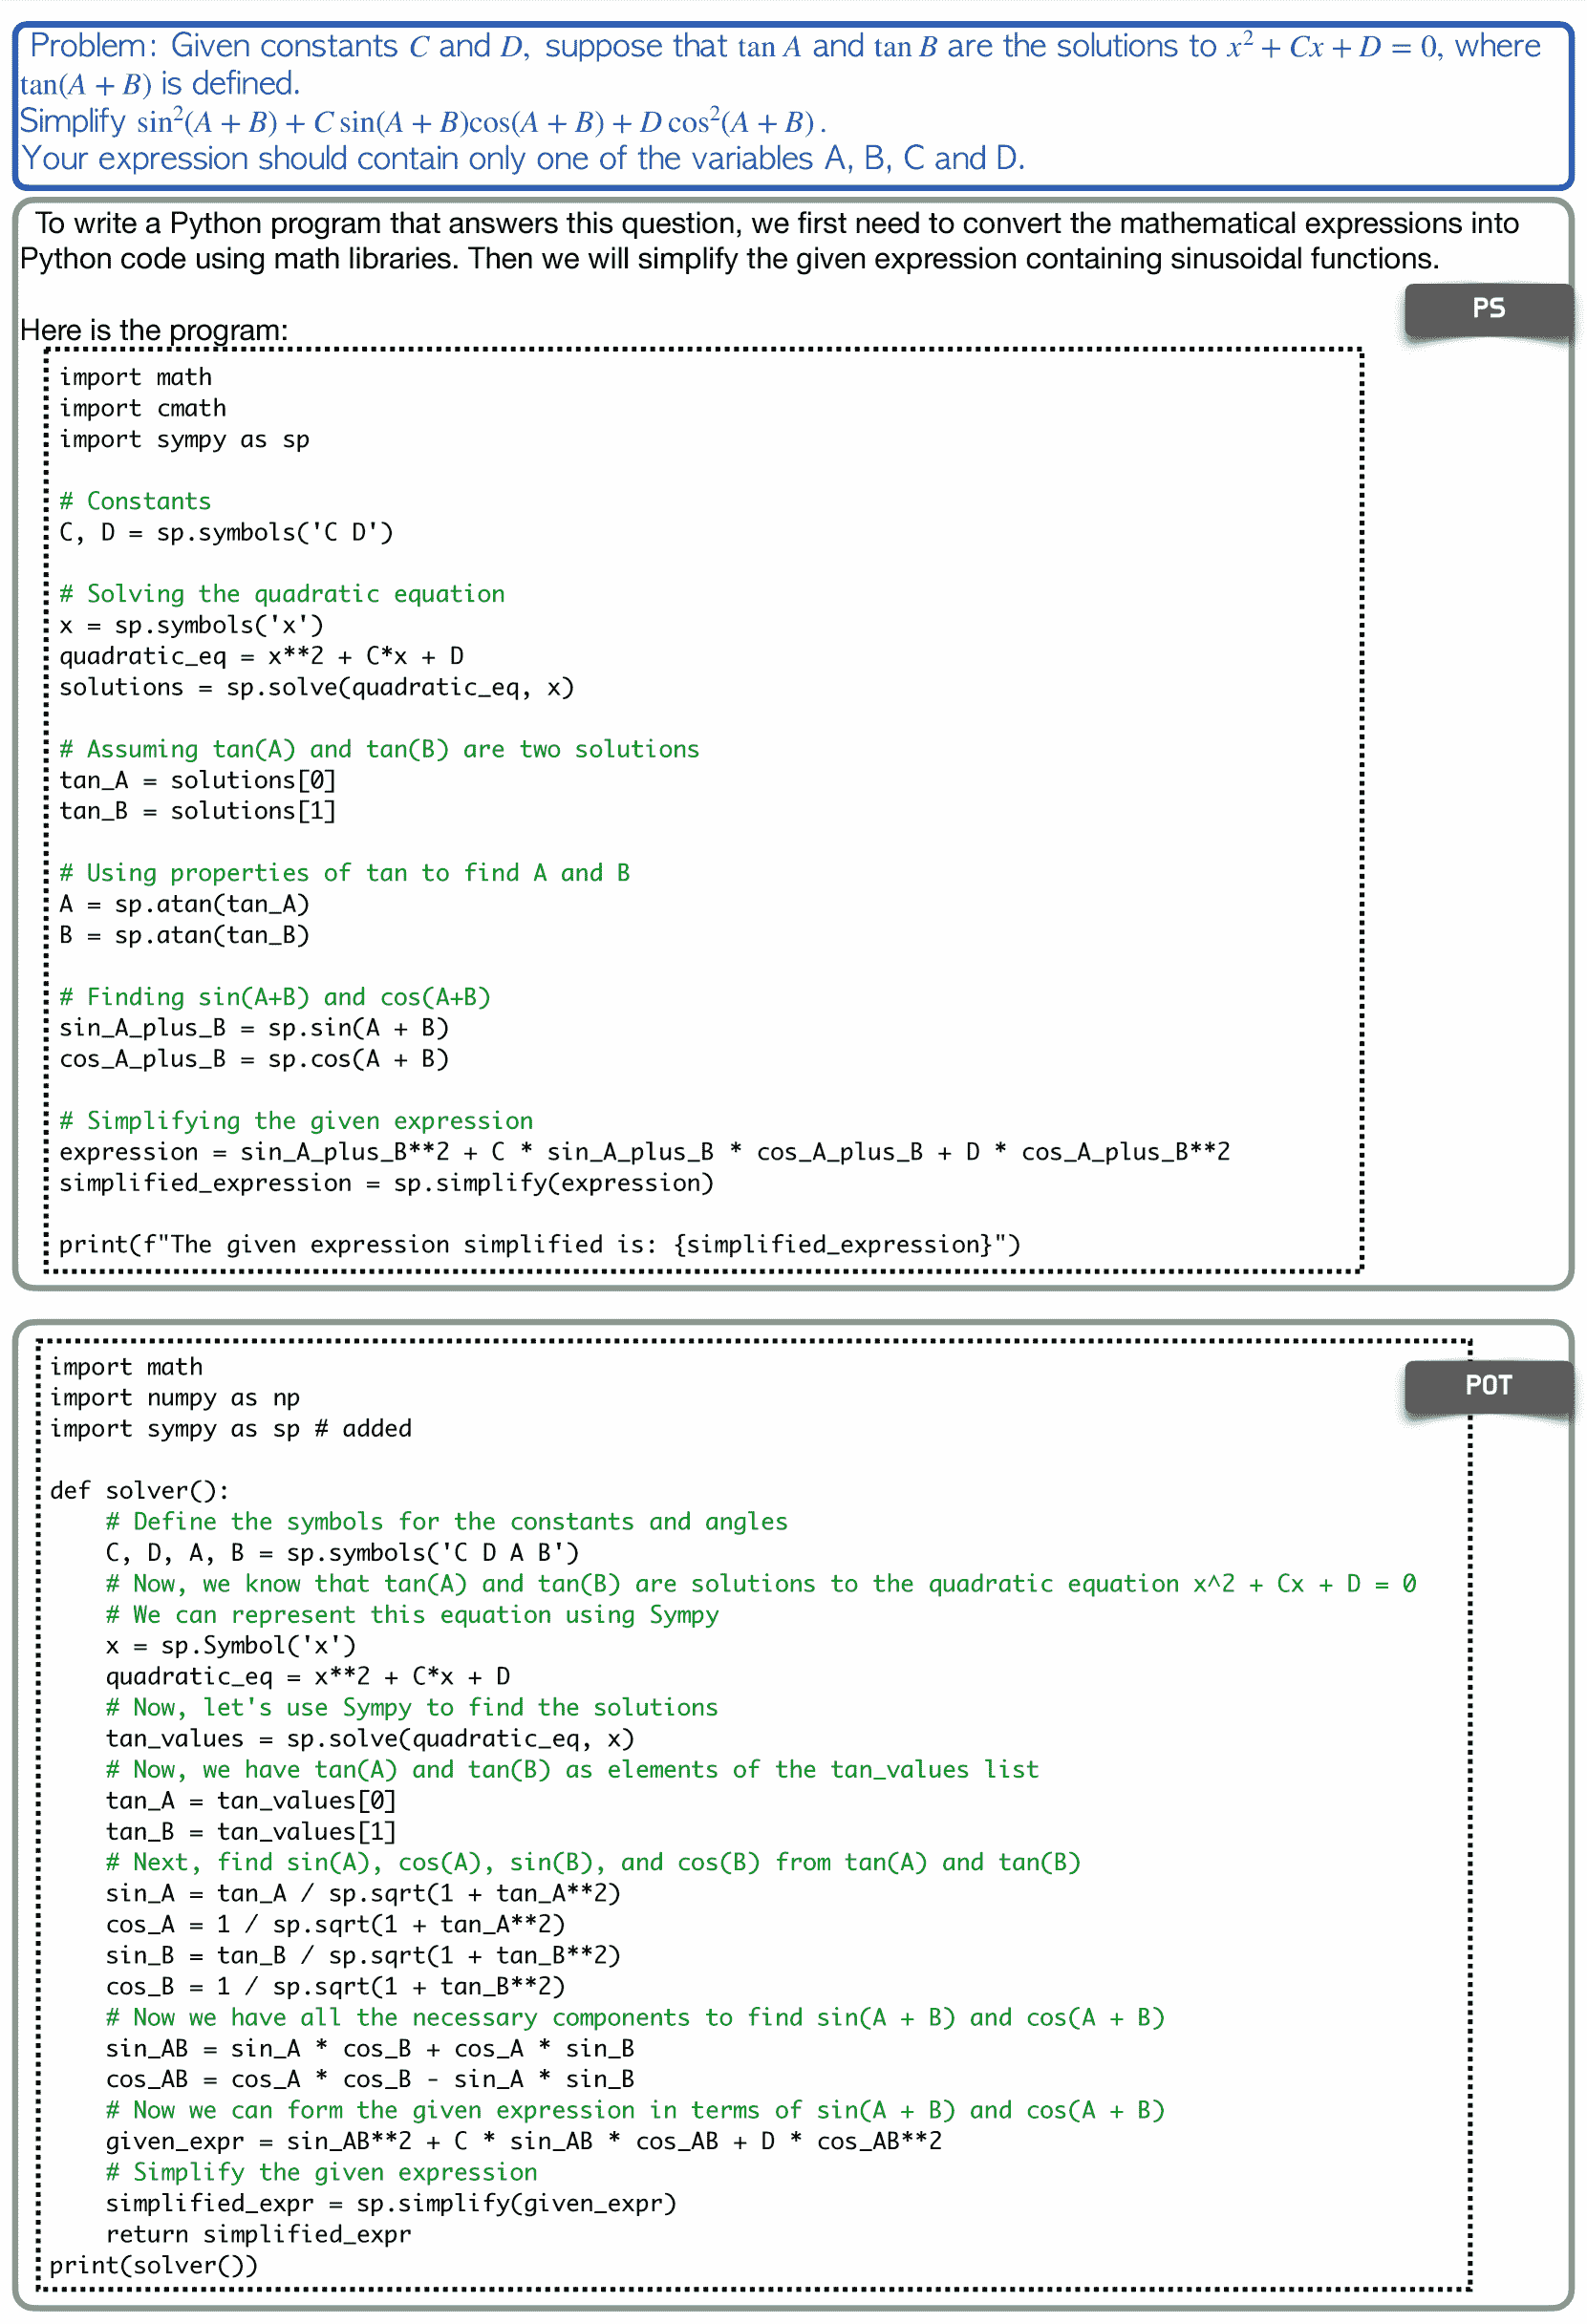 Problem: Given constants C and D, suppose that tan A and tan B are the solutions to x² + Cx + D = 0, where
tan(A + B) is defined.
Simplify sin²(A + B) + C sin(A + B)cos(A + B) + D cos²(A + B) .
Your expression should contain only one of the variables A, B, C and D.
To write a Python program that answers this question, we first need to convert the mathematical expressions into
Python code using math libraries. Then we will simplify the given expression containing sinusoidal functions.
PS
Here is the program:
import math
import cmath
import sympy as sp
# Constants
C, D = sp.symbols('C D')
# Solving the quadratic equation
x = sp.symbols('x')
quadratic_eq = x**2 + C*x + D
solutions = sp.solve(quadratic_eq, x)
# Assuming tan(A) and tan(B) are two solutions
tan_A = solutions[0]
tan_B = solutions[1]
# Using properties of tan to find A and B
A = sp.atan(tan_A)
B = sp.atan(tan_B)
# Finding sin(A+B) and cos(A+B)
sin_A_plus_B = sp.sin(A + B)
cos_A_plus_B = sp.cos(A + B)
# Simplifying the given expression
expression = sin_A_plus_B**2 + C * sin_A_plus_B * cos_A_plus_B + D * cos_A_plus_B**2
simplified_expression = sp.simplify(expression)
print(f"The given expression simplified is: {simplified_expression}")
import math
POT
import numpy as np
import sympy as sp # added
def solver():
    # Define the symbols for the constants and angles
    C, D, A, B = sp.symbols('C D A B')
    # Now, we know that tan(A) and tan(B) are solutions to the quadratic equation x^2 + Cx + D = 0
    # We can represent this equation using Sympy
    x = sp.Symbol('x')
    quadratic_eq = x**2 + C*x + D
    # Now, let's use Sympy to find the solutions
    tan_values = sp.solve(quadratic_eq, x)
    # Now, we have tan(A) and tan(B) as elements of the tan_values list
    tan_A = tan_values[0]
    tan_B = tan_values[1]
    # Next, find sin(A), cos(A), sin(B), and cos(B) from tan(A) and tan(B)
    sin_A = tan_A / sp.sqrt(1 + tan_A**2)
    cos_A = 1 / sp.sqrt(1 + tan_A**2)
    sin_B = tan_B / sp.sqrt(1 + tan_B**2)
    cos_B = 1 / sp.sqrt(1 + tan_B**2)
    # Now we have all the necessary components to find sin(A + B) and cos(A + B)
    sin_AB = sin_A * cos_B + cos_A * sin_B
    cos_AB = cos_A * cos_B - sin_A * sin_B
    # Now we can form the given expression in terms of sin(A + B) and cos(A + B)
    given_expr = sin_AB**2 + C * sin_AB * cos_AB + D * cos_AB**2
    # Simplify the given expression
    simplified_expr = sp.simplify(given_expr)
    return simplified_expr
print(solver())